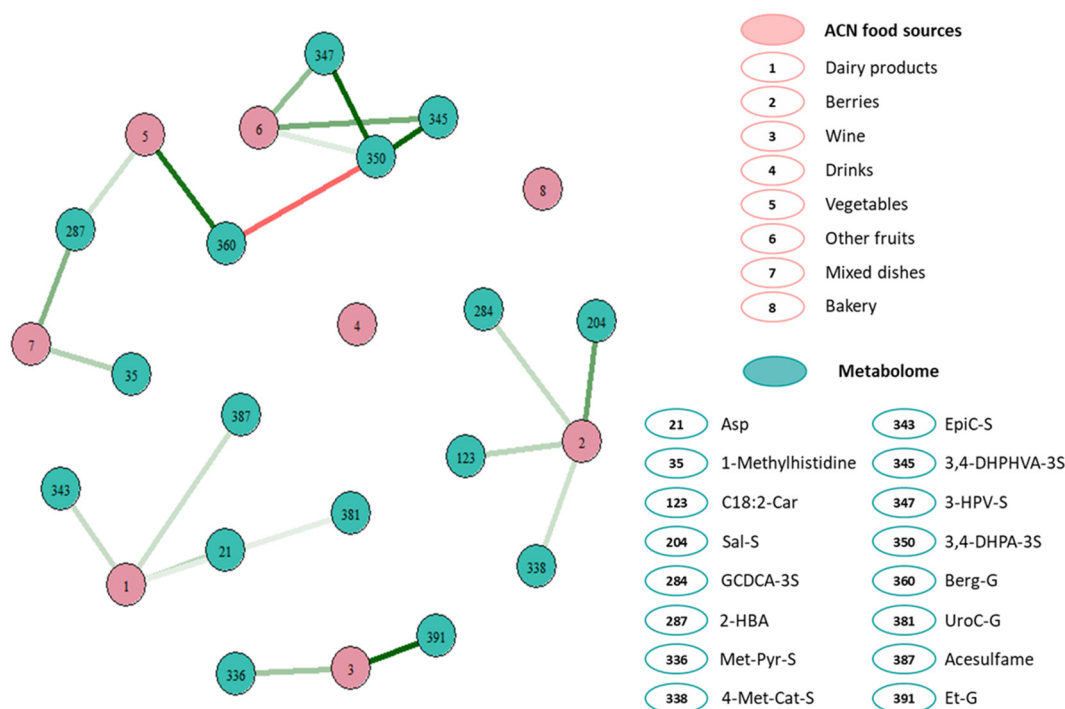 347
345
5
6
350
8
287
360
284
204
4
7
35
387
2
123
343
381
21
338
1
391
3
336
ACN food sources
1 Dairy products
2 Berries
3 Wine
4 Drinks
5 Vegetables
6 Other fruits
7 Mixed dishes
8 Bakery
Metabolome
21 Asp 343 EpiC-S
35 1-Methylhistidine 345 3,4-DHPHVA-3S
123 C18:2-Car 347 3-HPV-S
204 Sal-S 350 3,4-DHPA-3S
284 GCDCA-3S 360 Berg-G
287 2-HBA 381 UroC-G
336 Met-Pyr-S 387 Acesulfame
338 4-Met-Cat-S 391 Et-G